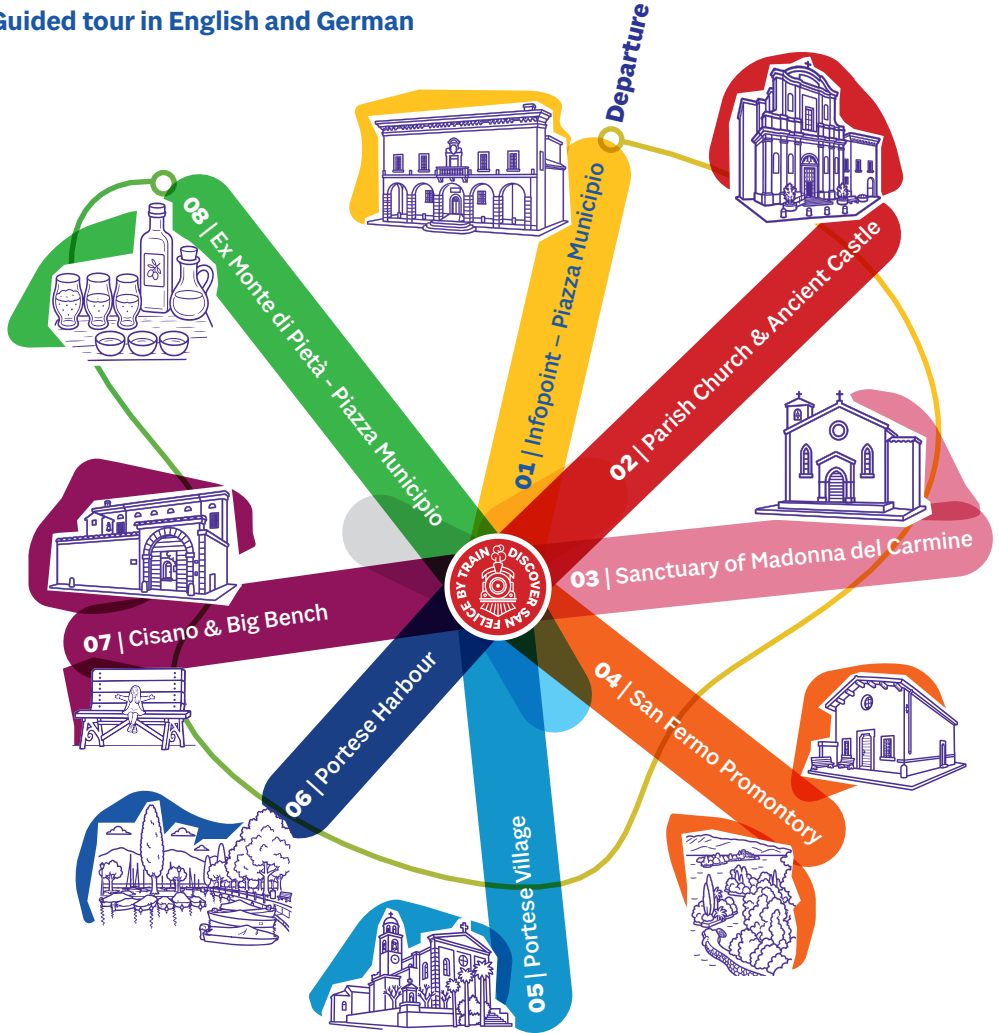 Guided tour in English and German
Departure
01 | Infopoint – Piazza Municipio
02 | Parish Church & Ancient Castle
03 | Sanctuary of Madonna del Carmine
04 | San Fermo Promontory
05 | Portese Village
06 | Portese Harbour
07 | Cisano & Big Bench
08 | Ex Monte di Pietà - Piazza Municipio
DISCOVER SAN FELICE BY TRAIN